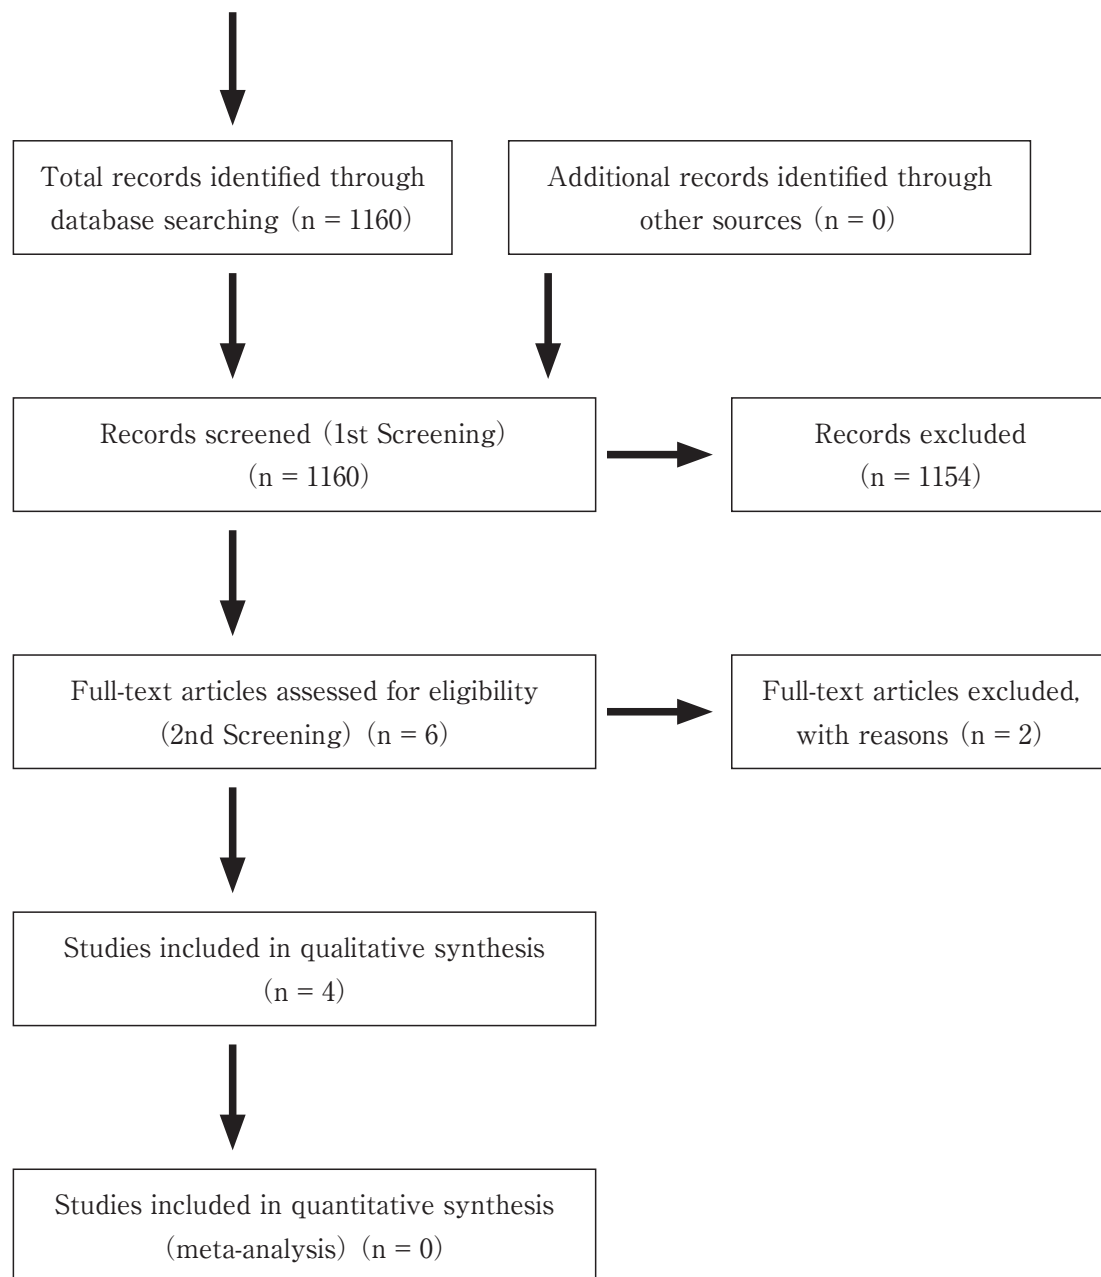 Total records identified through
database searching (n = 1160)
Additional records identified through
other sources (n = 0)
Records screened (1st Screening)
(n = 1160)
Records excluded
(n = 1154)
Full-text articles assessed for eligibility
(2nd Screening) (n = 6)
Full-text articles excluded,
with reasons (n = 2)
Studies included in qualitative synthesis
(n = 4)
Studies included in quantitative synthesis
(meta-analysis) (n = 0)